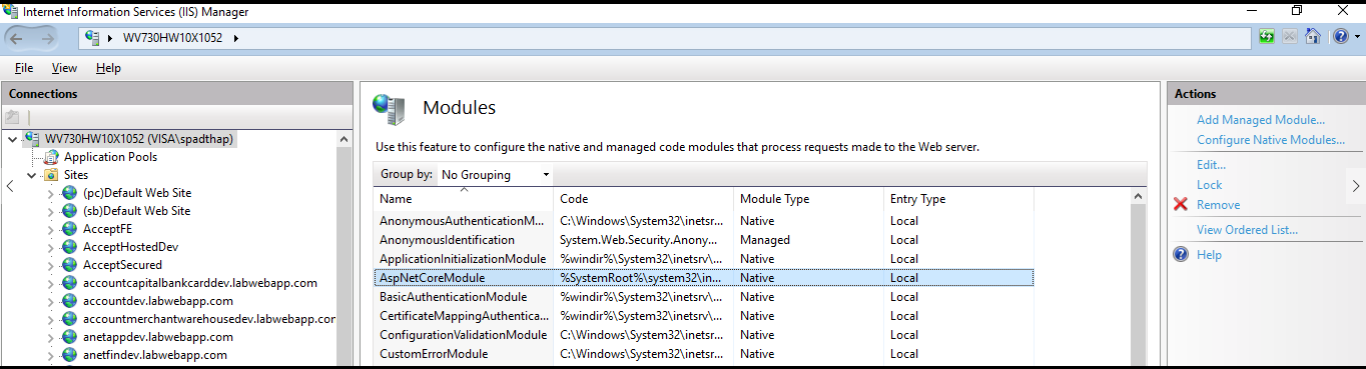 Internet Information Services (IIS) Manager
WV730HW10X1052
File View Help
Connections
WV730HW10X1052 (VISA\spadthap)
Application Pools
Sites
(pc)Default Web Site
(sb)Default Web Site
AcceptFE
AcceptHostedDev
AcceptSecured
accountcapitalbankcarddev.labwebapp.com
accountdev.labwebapp.com
accountmerchantwarehousedev.labwebapp.cor
anetappdev.labwebapp.com
anetfindev.labwebapp.com
Modules
Use this feature to configure the native and managed code modules that process requests made to the Web server.
Group by: No Grouping
Name Code Module Type Entry Type
AnonymousAuthenticationM... C:\Windows\System32\inetsr... Native Local
AnonymousIdentification System.Web.Security.Anony... Managed Local
ApplicationInitializationModule %windir%\System32\inetsrv\... Native Local
AspNetCoreModule %SystemRoot%\system32\in... Native Local
BasicAuthenticationModule %windir%\System32\inetsrv\... Native Local
CertificateMappingAuthentica... %windir%\System32\inetsrv\... Native Local
ConfigurationValidationModule C:\Windows\System32\inetsr... Native Local
CustomErrorModule C:\Windows\System32\inetsr... Native Local
Actions
Add Managed Module...
Configure Native Modules...
Edit...
Lock
Remove
View Ordered List...
Help